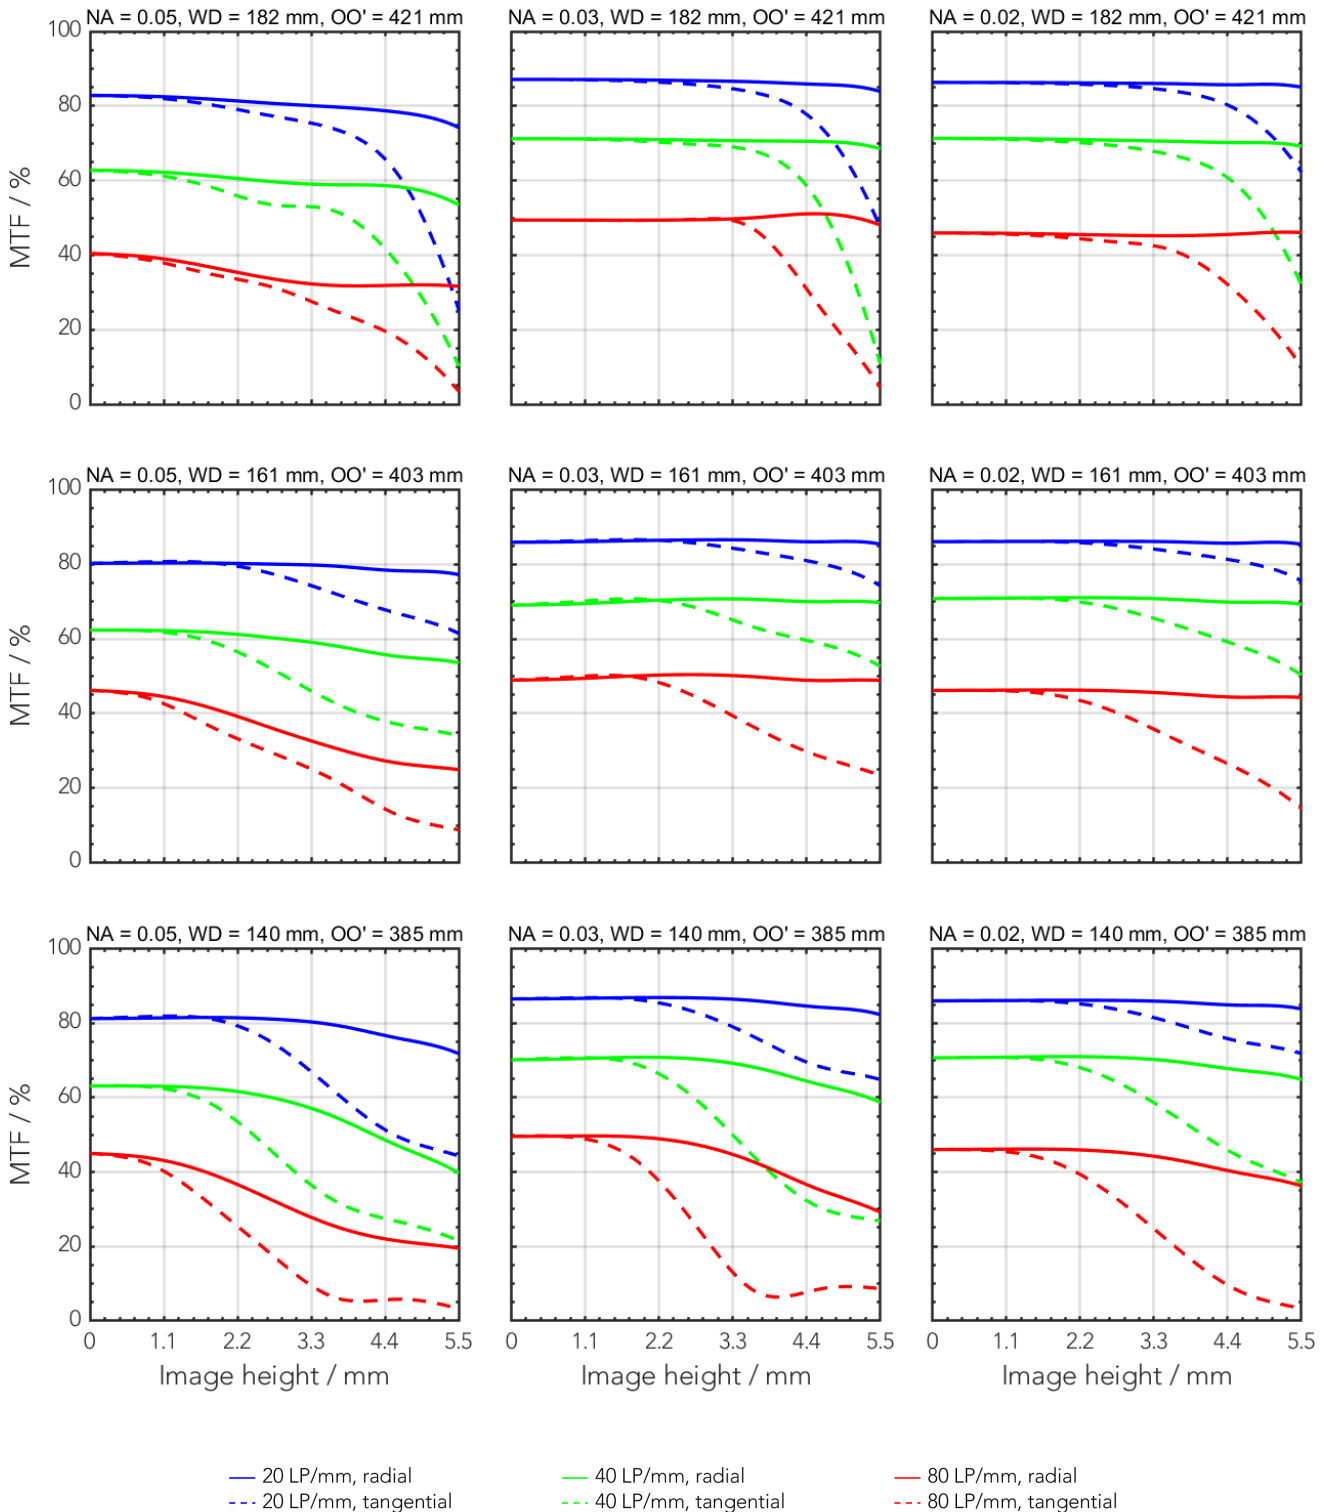 NA = 0.05, WD = 182 mm, OO' = 421 mm
NA = 0.03, WD = 182 mm, OO' = 421 mm
NA = 0.02, WD = 182 mm, OO' = 421 mm
100
80
60
40
20
0
MTF / %
NA = 0.05, WD = 161 mm, OO' = 403 mm
NA = 0.03, WD = 161 mm, OO' = 403 mm
NA = 0.02, WD = 161 mm, OO' = 403 mm
100
80
60
40
20
0
MTF / %
NA = 0.05, WD = 140 mm, OO' = 385 mm
NA = 0.03, WD = 140 mm, OO' = 385 mm
NA = 0.02, WD = 140 mm, OO' = 385 mm
100
80
60
40
20
0
MTF / %
0 1.1 2.2 3.3 4.4 5.5
0 1.1 2.2 3.3 4.4 5.5
0 1.1 2.2 3.3 4.4 5.5
Image height / mm
Image height / mm
Image height / mm
20 LP/mm, radial
40 LP/mm, radial
80 LP/mm, radial
20 LP/mm, tangential
40 LP/mm, tangential
80 LP/mm, tangential